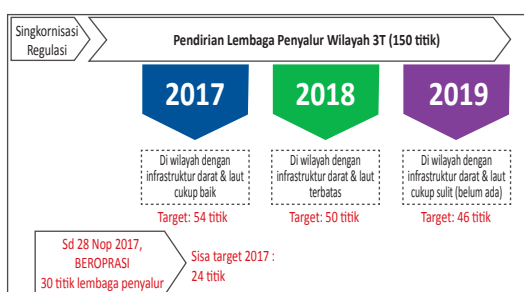 Singkornisasi
Regulasi
Pendirian Lembaga Penyalur Wilayah 3T (150 titik)
2017
2018
2019
Di wilayah dengan
infrastruktur darat & laut
cukup baik
Di wilayah dengan
infrastruktur darat & laut
terbatas
Di wilayah dengan
infrastruktur darat & laut
cukup sulit (belum ada)
Target: 54 titik
Target: 50 titik
Target: 46 titik
Sd 28 Nop 2017,
BEROPRASI
30 titik lembaga penyalur
Sisa target 2017 :
24 titik